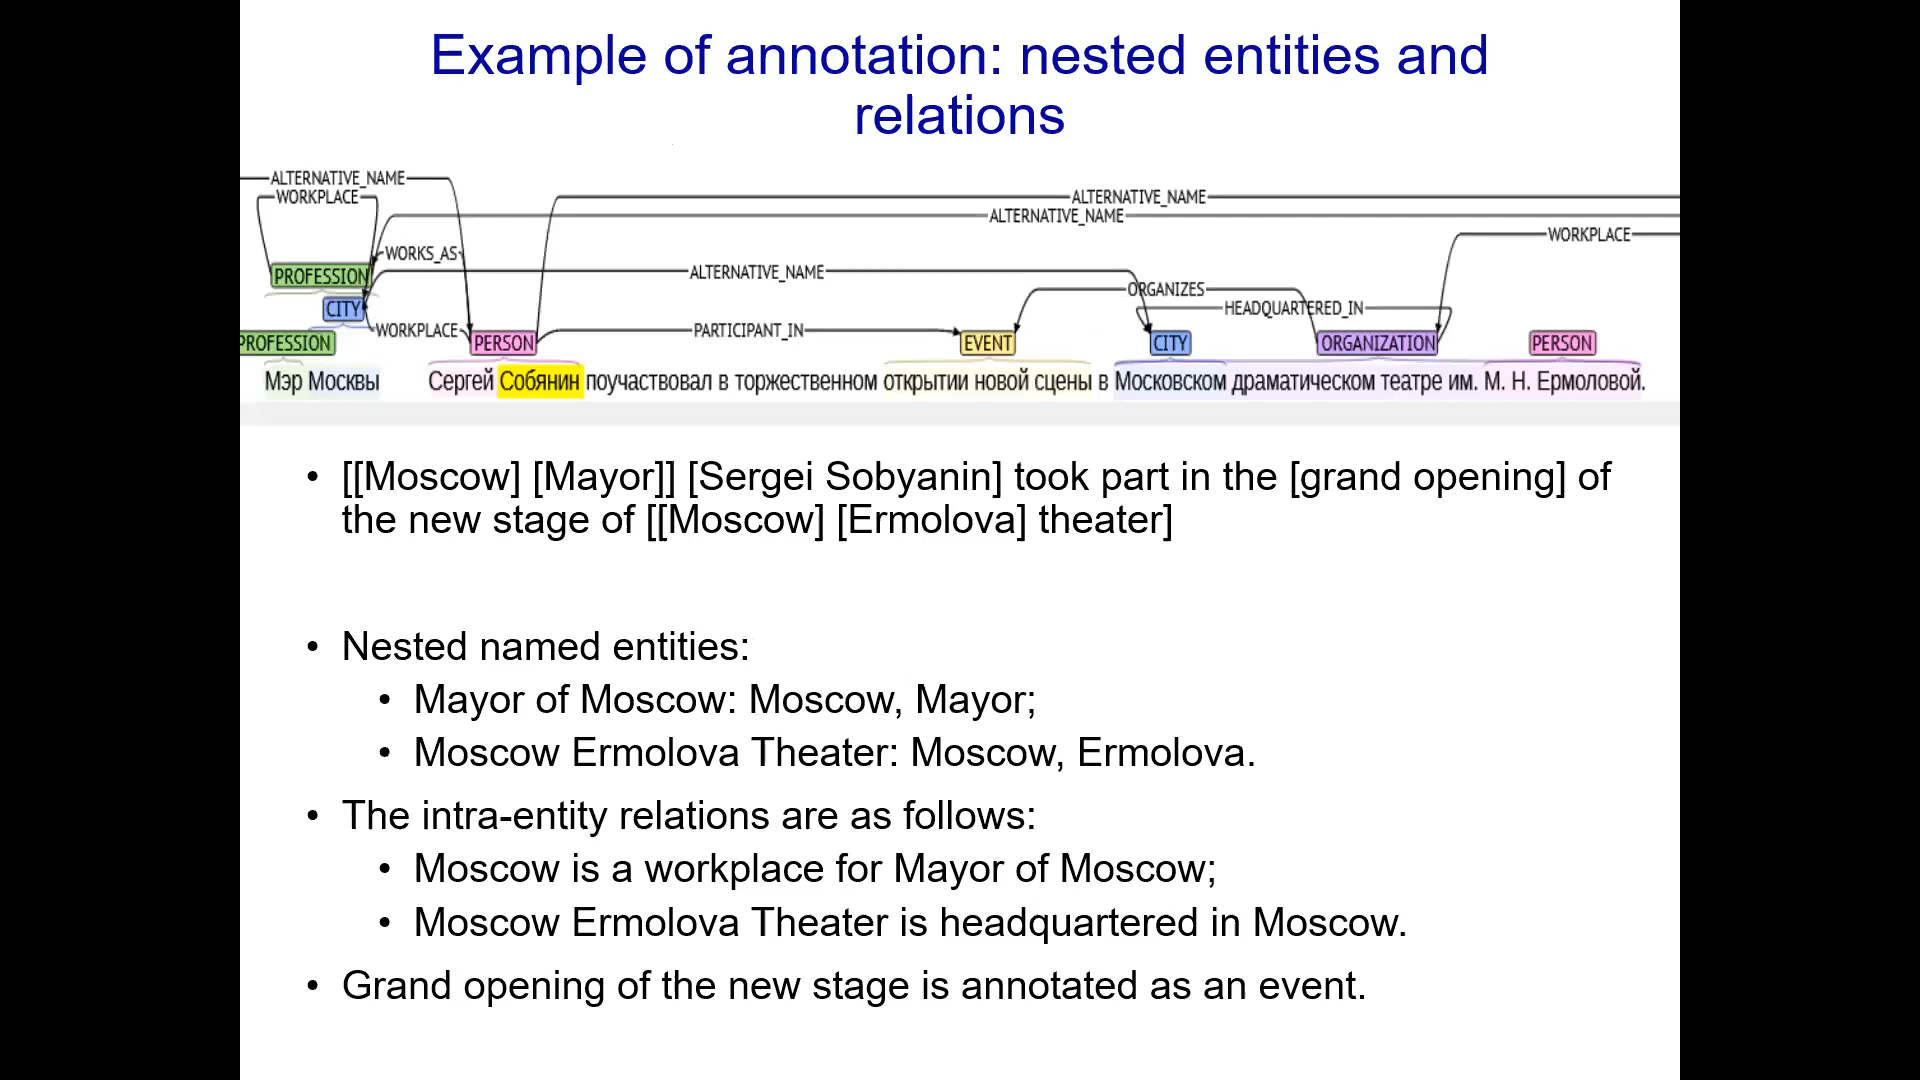 Example of annotation: nested entities and
relations
ALTERNATIVE_NAME
WORKPLACE
ALTERNATIVE_NAME
ALTERNATIVE_NAME
WORKPLACE
WORKS_AS
PROFESSION
ALTERNATIVE_NAME
ORGANIZES
CITY
HEADQUARTERED_IN
WORKPLACE
PARTICIPANT_IN
PROFESSION
PERSON
EVENT
CITY
ORGANIZATION
PERSON
Мэр Москвы Сергей Собянин поучаствовал в торжественном открытии новой сцены в Московском драматическом театре им. М. Н. Ермоловой.
• [[Moscow] [Mayor]] [Sergei Sobyanin] took part in the [grand opening] of
the new stage of [[Moscow] [Ermolova] theater]
• Nested named entities:
• Mayor of Moscow: Moscow, Mayor;
• Moscow Ermolova Theater: Moscow, Ermolova.
• The intra-entity relations are as follows:
• Moscow is a workplace for Mayor of Moscow;
• Moscow Ermolova Theater is headquartered in Moscow.
• Grand opening of the new stage is annotated as an event.